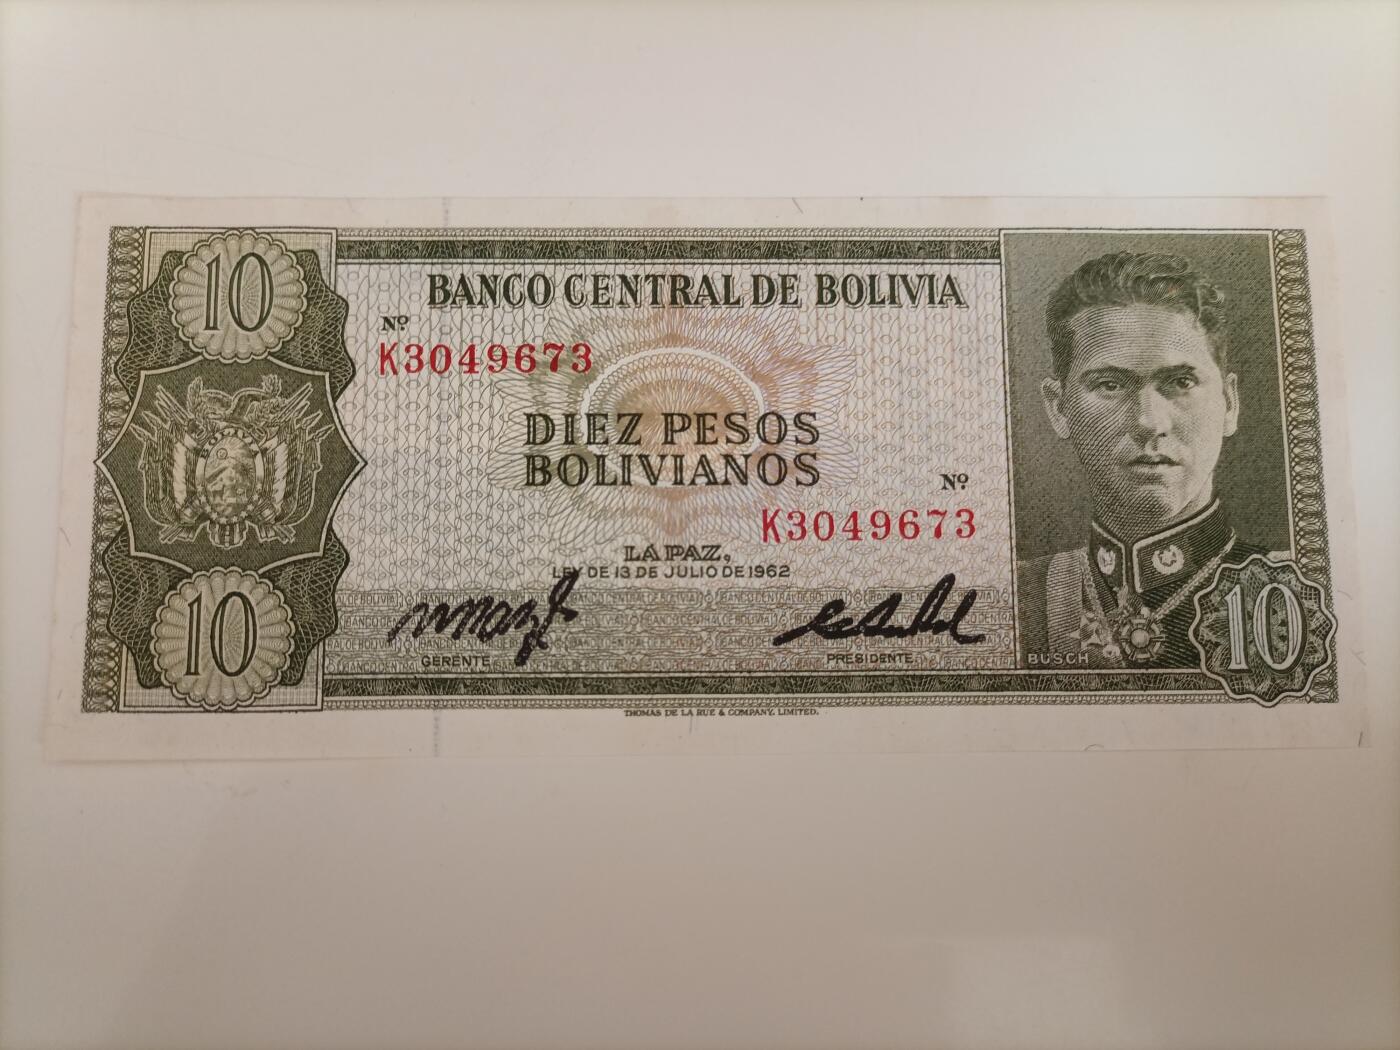 10
BANCO CENTRAL DE BOLIVIA
Nº
K3049673
DIEZ PESOS
BOLIVIANOS
Nº
K3049673
LA PAZ,
LEY DE 13 DE JULIO DE 1962
GERENTE
PRESIDENTE
BUSCH
10
10
THOMAS DE LA RUE & COMPANY, LIMITED.